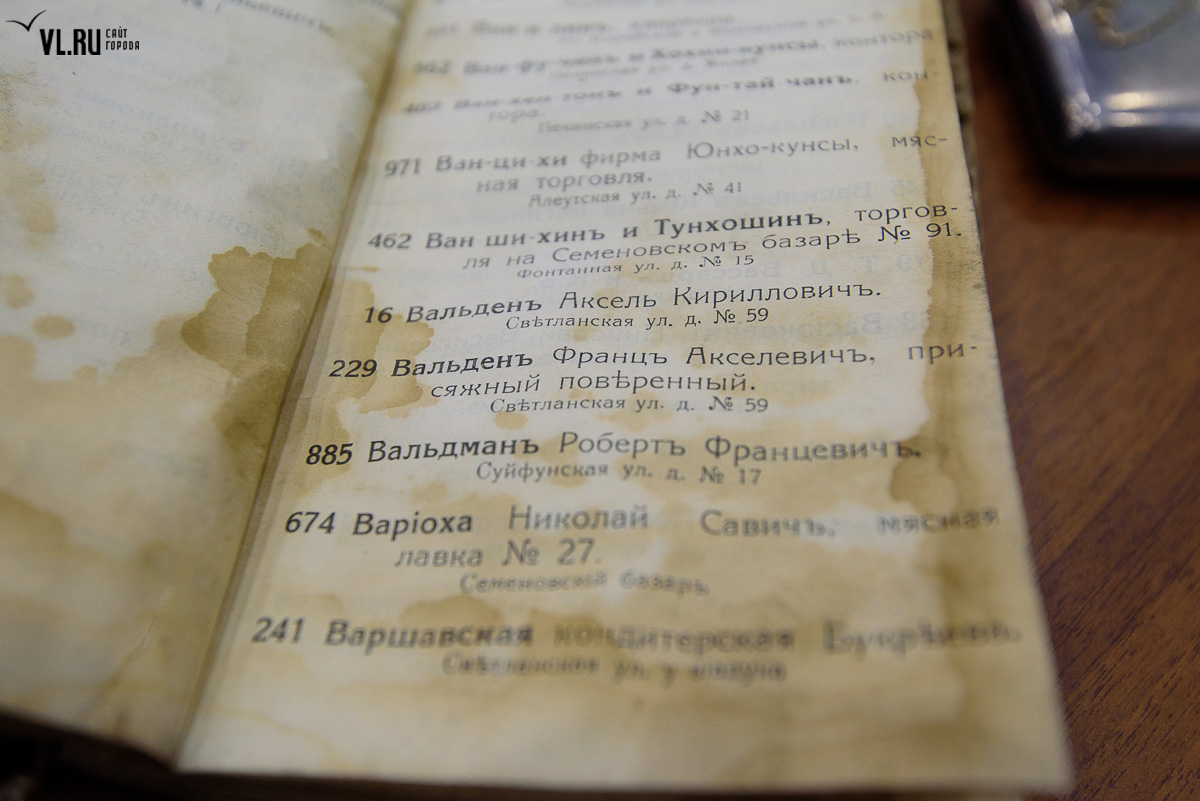 VL.RU САЙТ ГОРОДА
и Фун-тай чанъ, кон-
тора.
Пекинская ул. д. № 21
971 Ван-ци-хи фирма Юнхо-кунсы, мяс-
ная торговля.
Алеутская ул. д. № 41
462 Ван ши-хинъ и Тунхошинъ, торгов-
ля на Семеновскомъ базарѣ № 91.
Фонтанная ул. д. № 15
16 Вальденъ Аксель Кирилловичъ.
Свѣтланская ул. д. № 59
229 Вальденъ Францъ Акселевичъ, при-
сяжный повѣренный.
Свѣтланская ул. д. № 59
885 Вальдманъ Робертъ Францевичъ.
Суйфунская ул. д. № 17
674 Варіоха Николай Савичъ, мясная
лавка № 27.
Семеновскій базаръ
241 Варшавская кондитерская
Свѣтланская ул. у